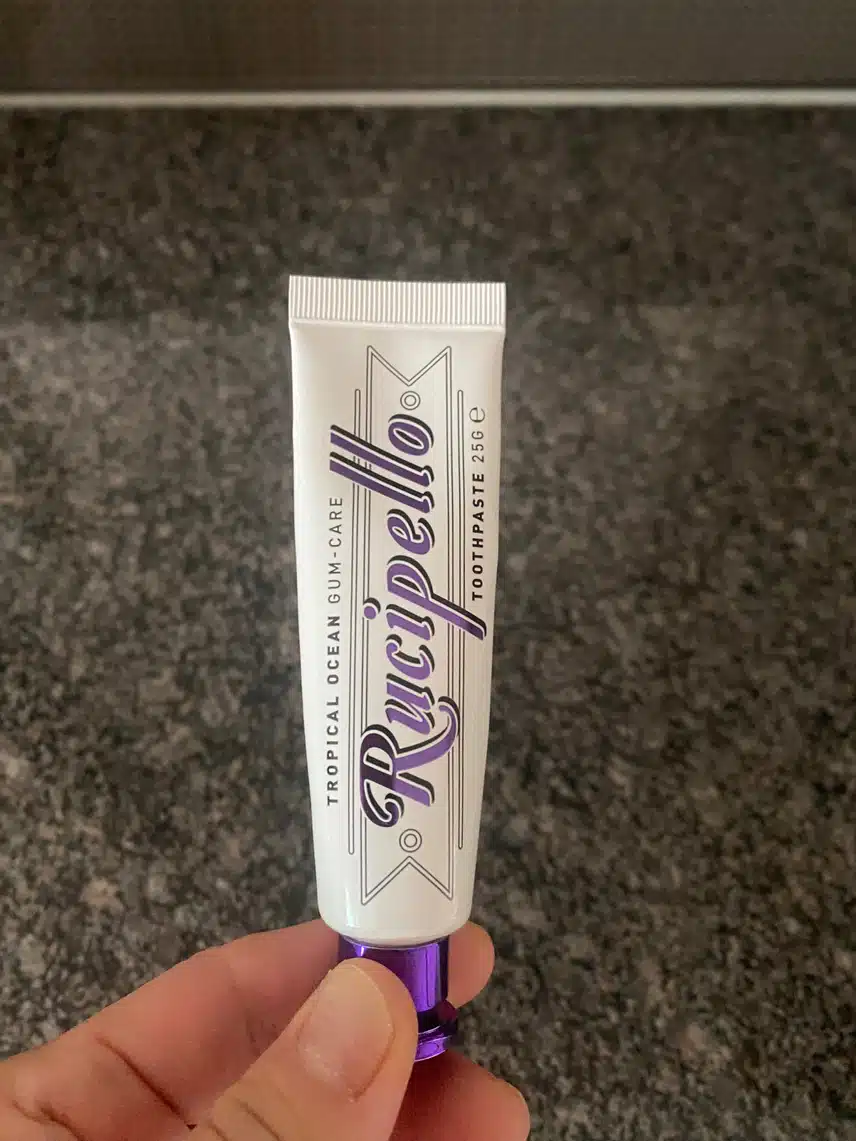 TROPICAL OCEAN GUM-CARE
Rucipello
TOOTHPASTE 25G ℮